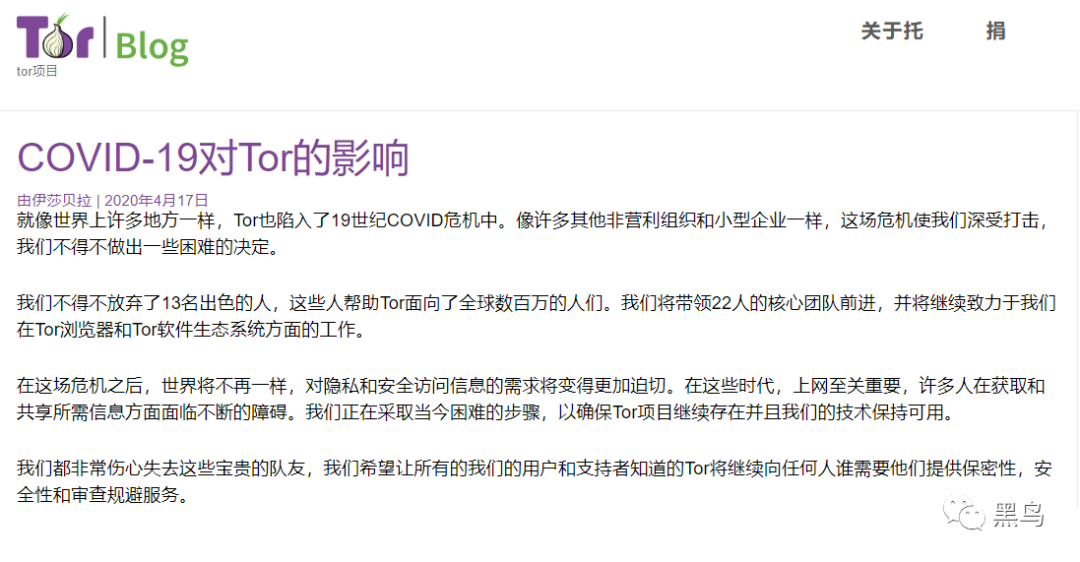 Tor Blog
关于托 捐
tor项目
COVID-19对Tor的影响
由伊莎贝拉 | 2020年4月17日
就像世界上许多地方一样，Tor也陷入了19世纪COVID危机中。像许多其他非营利组织和小型企业一样，这场危机使我们深受打击，
我们不得不做出一些困难的决定。
我们不得不放弃了13名出色的人，这些人帮助Tor面向了全球数百万的人们。我们将带领22人的核心团队前进，并将继续致力于我们
在Tor浏览器和Tor软件生态系统方面的工作。
在这场危机之后，世界将不再一样，对隐私和安全访问信息的需求将变得更加迫切。在这些时代，上网至关重要，许多人在获取和
共享所需信息方面面临不断的障碍。我们正在采取当今困难的步骤，以确保Tor项目继续存在并且我们的技术保持可用。
我们都非常伤心失去这些宝贵的队友，我们希望让所有的我们的用户和支持者知道的Tor将继续向任何人谁需要他们提供保密性，安
全性和审查规避服务。
黑鸟